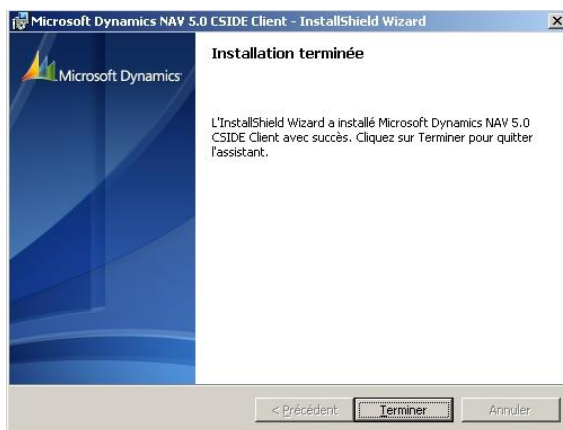 Microsoft Dynamics NAV 5.0 CSIDE Client - InstallShield Wizard
Microsoft Dynamics
Installation terminée
L'InstallShield Wizard a installé Microsoft Dynamics NAV 5.0
CSIDE Client avec succès. Cliquez sur Terminer pour quitter
l'assistant.
< Précédent
Terminer
Annuler